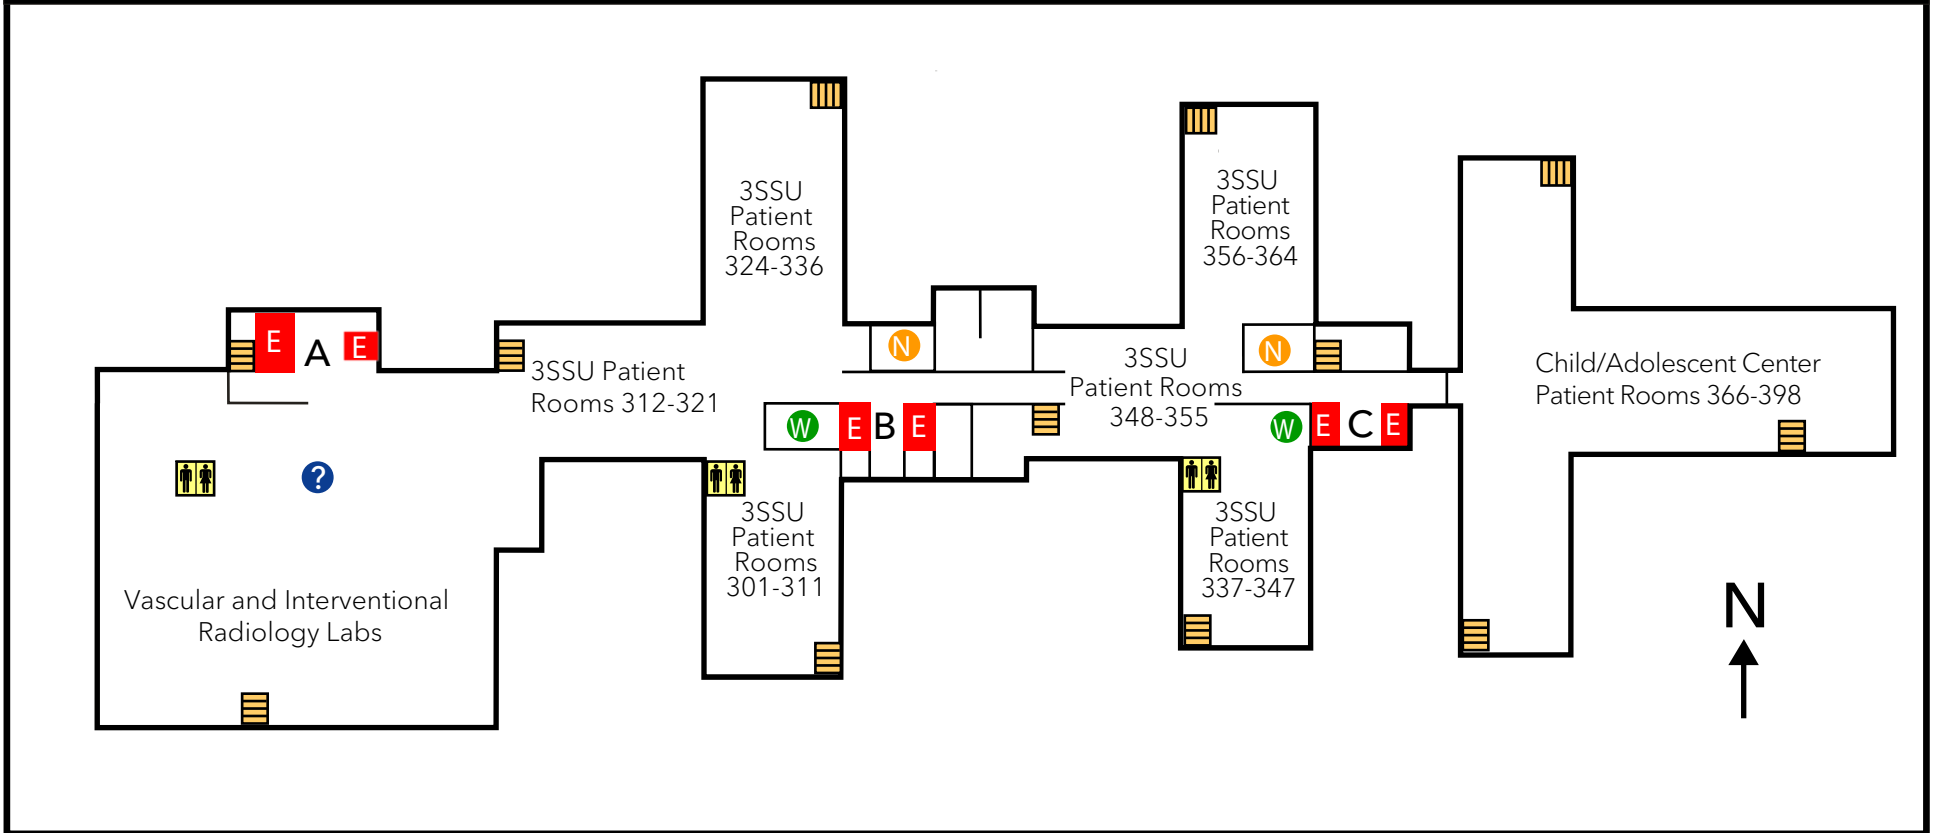 3SSU
Patient
Rooms
324-336
3SSU
Patient
Rooms
356-364
E
A
E
3SSU Patient
Rooms 312-321
N
3SSU
Patient Rooms
348-355
N
Child/Adolescent Center
Patient Rooms 366-398
W
E
B
E
W
E
C
E
?
3SSU
Patient
Rooms
301-311
3SSU
Patient
Rooms
337-347
Vascular and Interventional
Radiology Labs
N